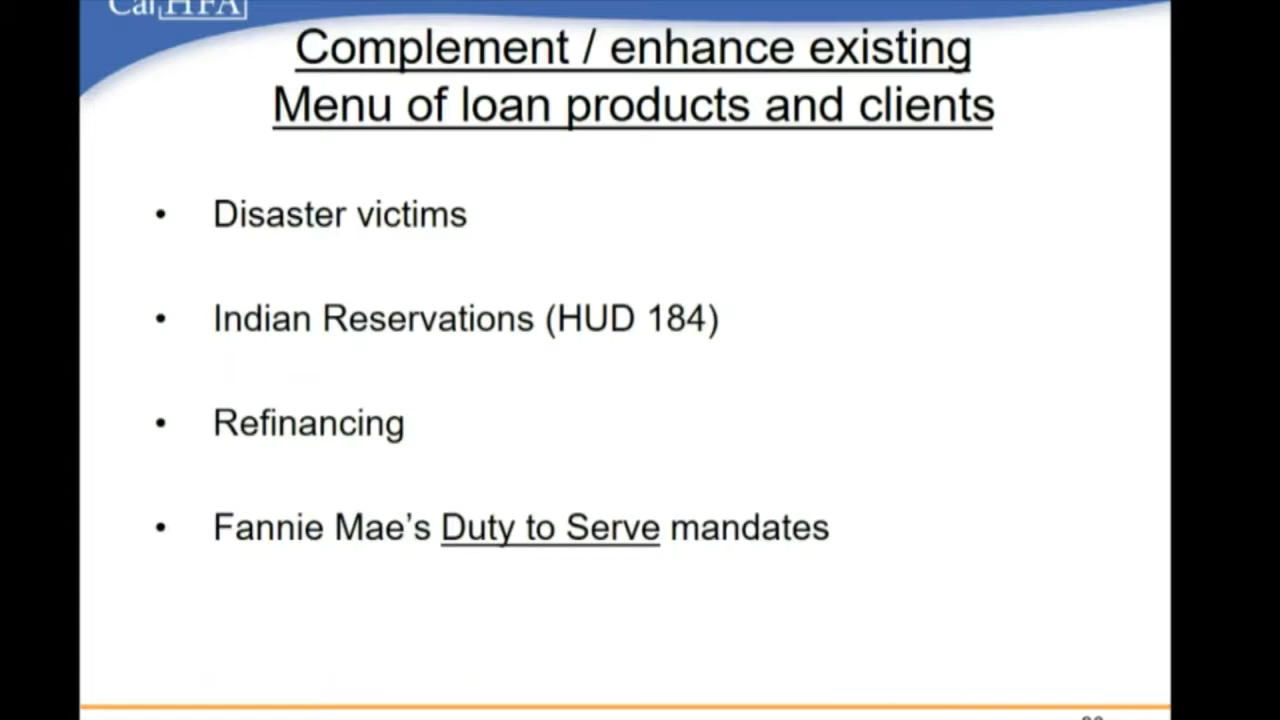 CalHFA
Complement / enhance existing
Menu of loan products and clients
• Disaster victims
• Indian Reservations (HUD 184)
• Refinancing
• Fannie Mae’s Duty to Serve mandates